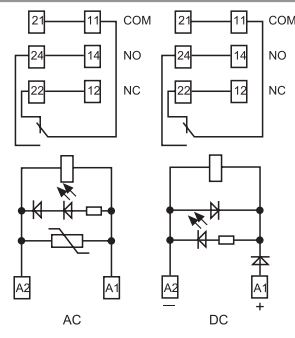 21 11 COM 21 11 COM
24 14 NO 24 14 NO
22 12 NC 22 12 NC
A2 A1 A2 A1
− +
AC DC